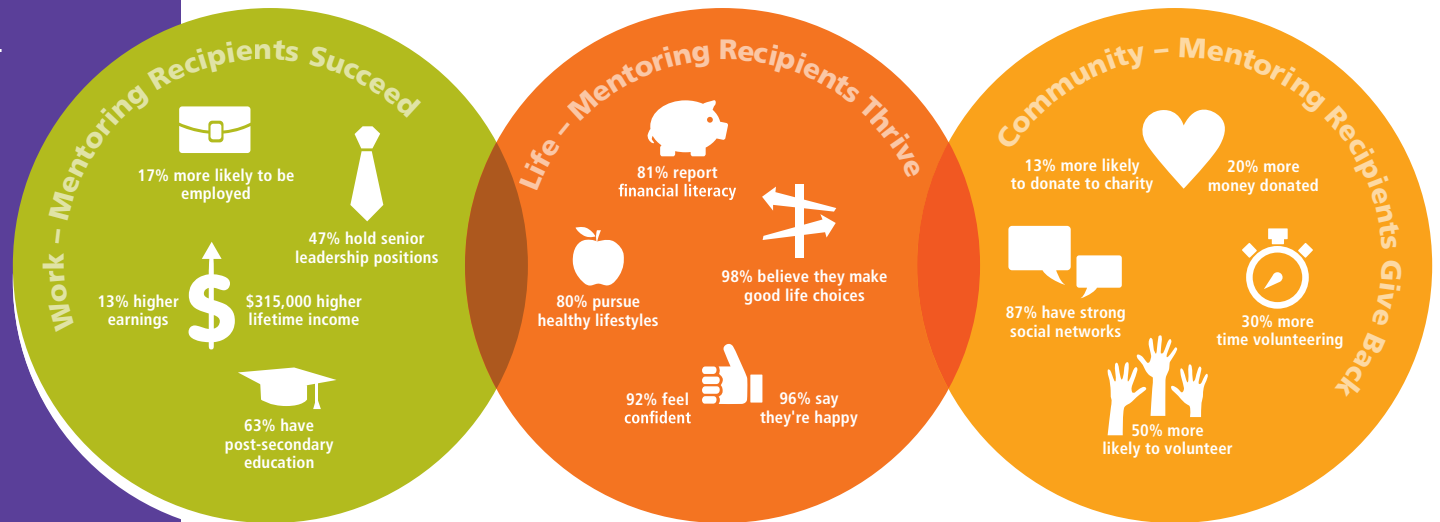 Work – Mentoring Recipients Succeed
17% more likely to be
employed
47% hold senior
leadership positions
13% higher
earnings
$315,000 higher
lifetime income
63% have
post-secondary
education
Life – Mentoring Recipients Thrive
81% report
financial literacy
98% believe they make
good life choices
80% pursue
healthy lifestyles
92% feel
confident
96% say
they're happy
Community – Mentoring Recipients Give Back
13% more likely
to donate to charity
20% more
money donated
87% have strong
social networks
30% more
time volunteering
50% more
likely to volunteer